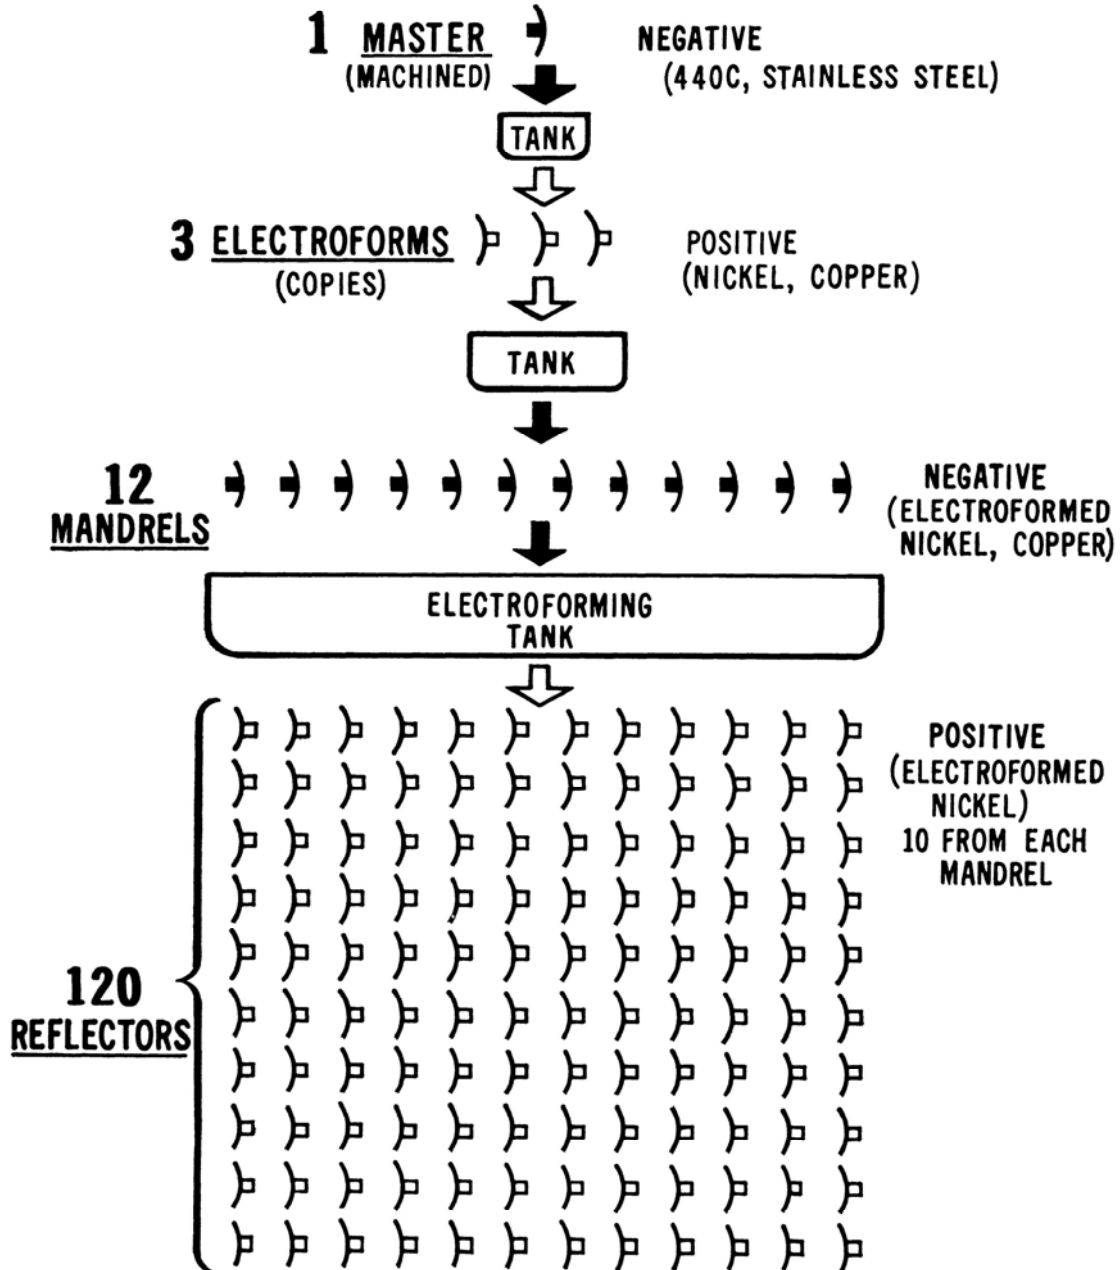 1 MASTER
(MACHINED)
NEGATIVE
(440C, STAINLESS STEEL)
TANK
3 ELECTROFORMS
(COPIES)
POSITIVE
(NICKEL, COPPER)
TANK
12
MANDRELS
NEGATIVE
(ELECTROFORMED
NICKEL, COPPER)
ELECTROFORMING
TANK
POSITIVE
(ELECTROFORMED
NICKEL)
10 FROM EACH
MANDREL
120
REFLECTORS